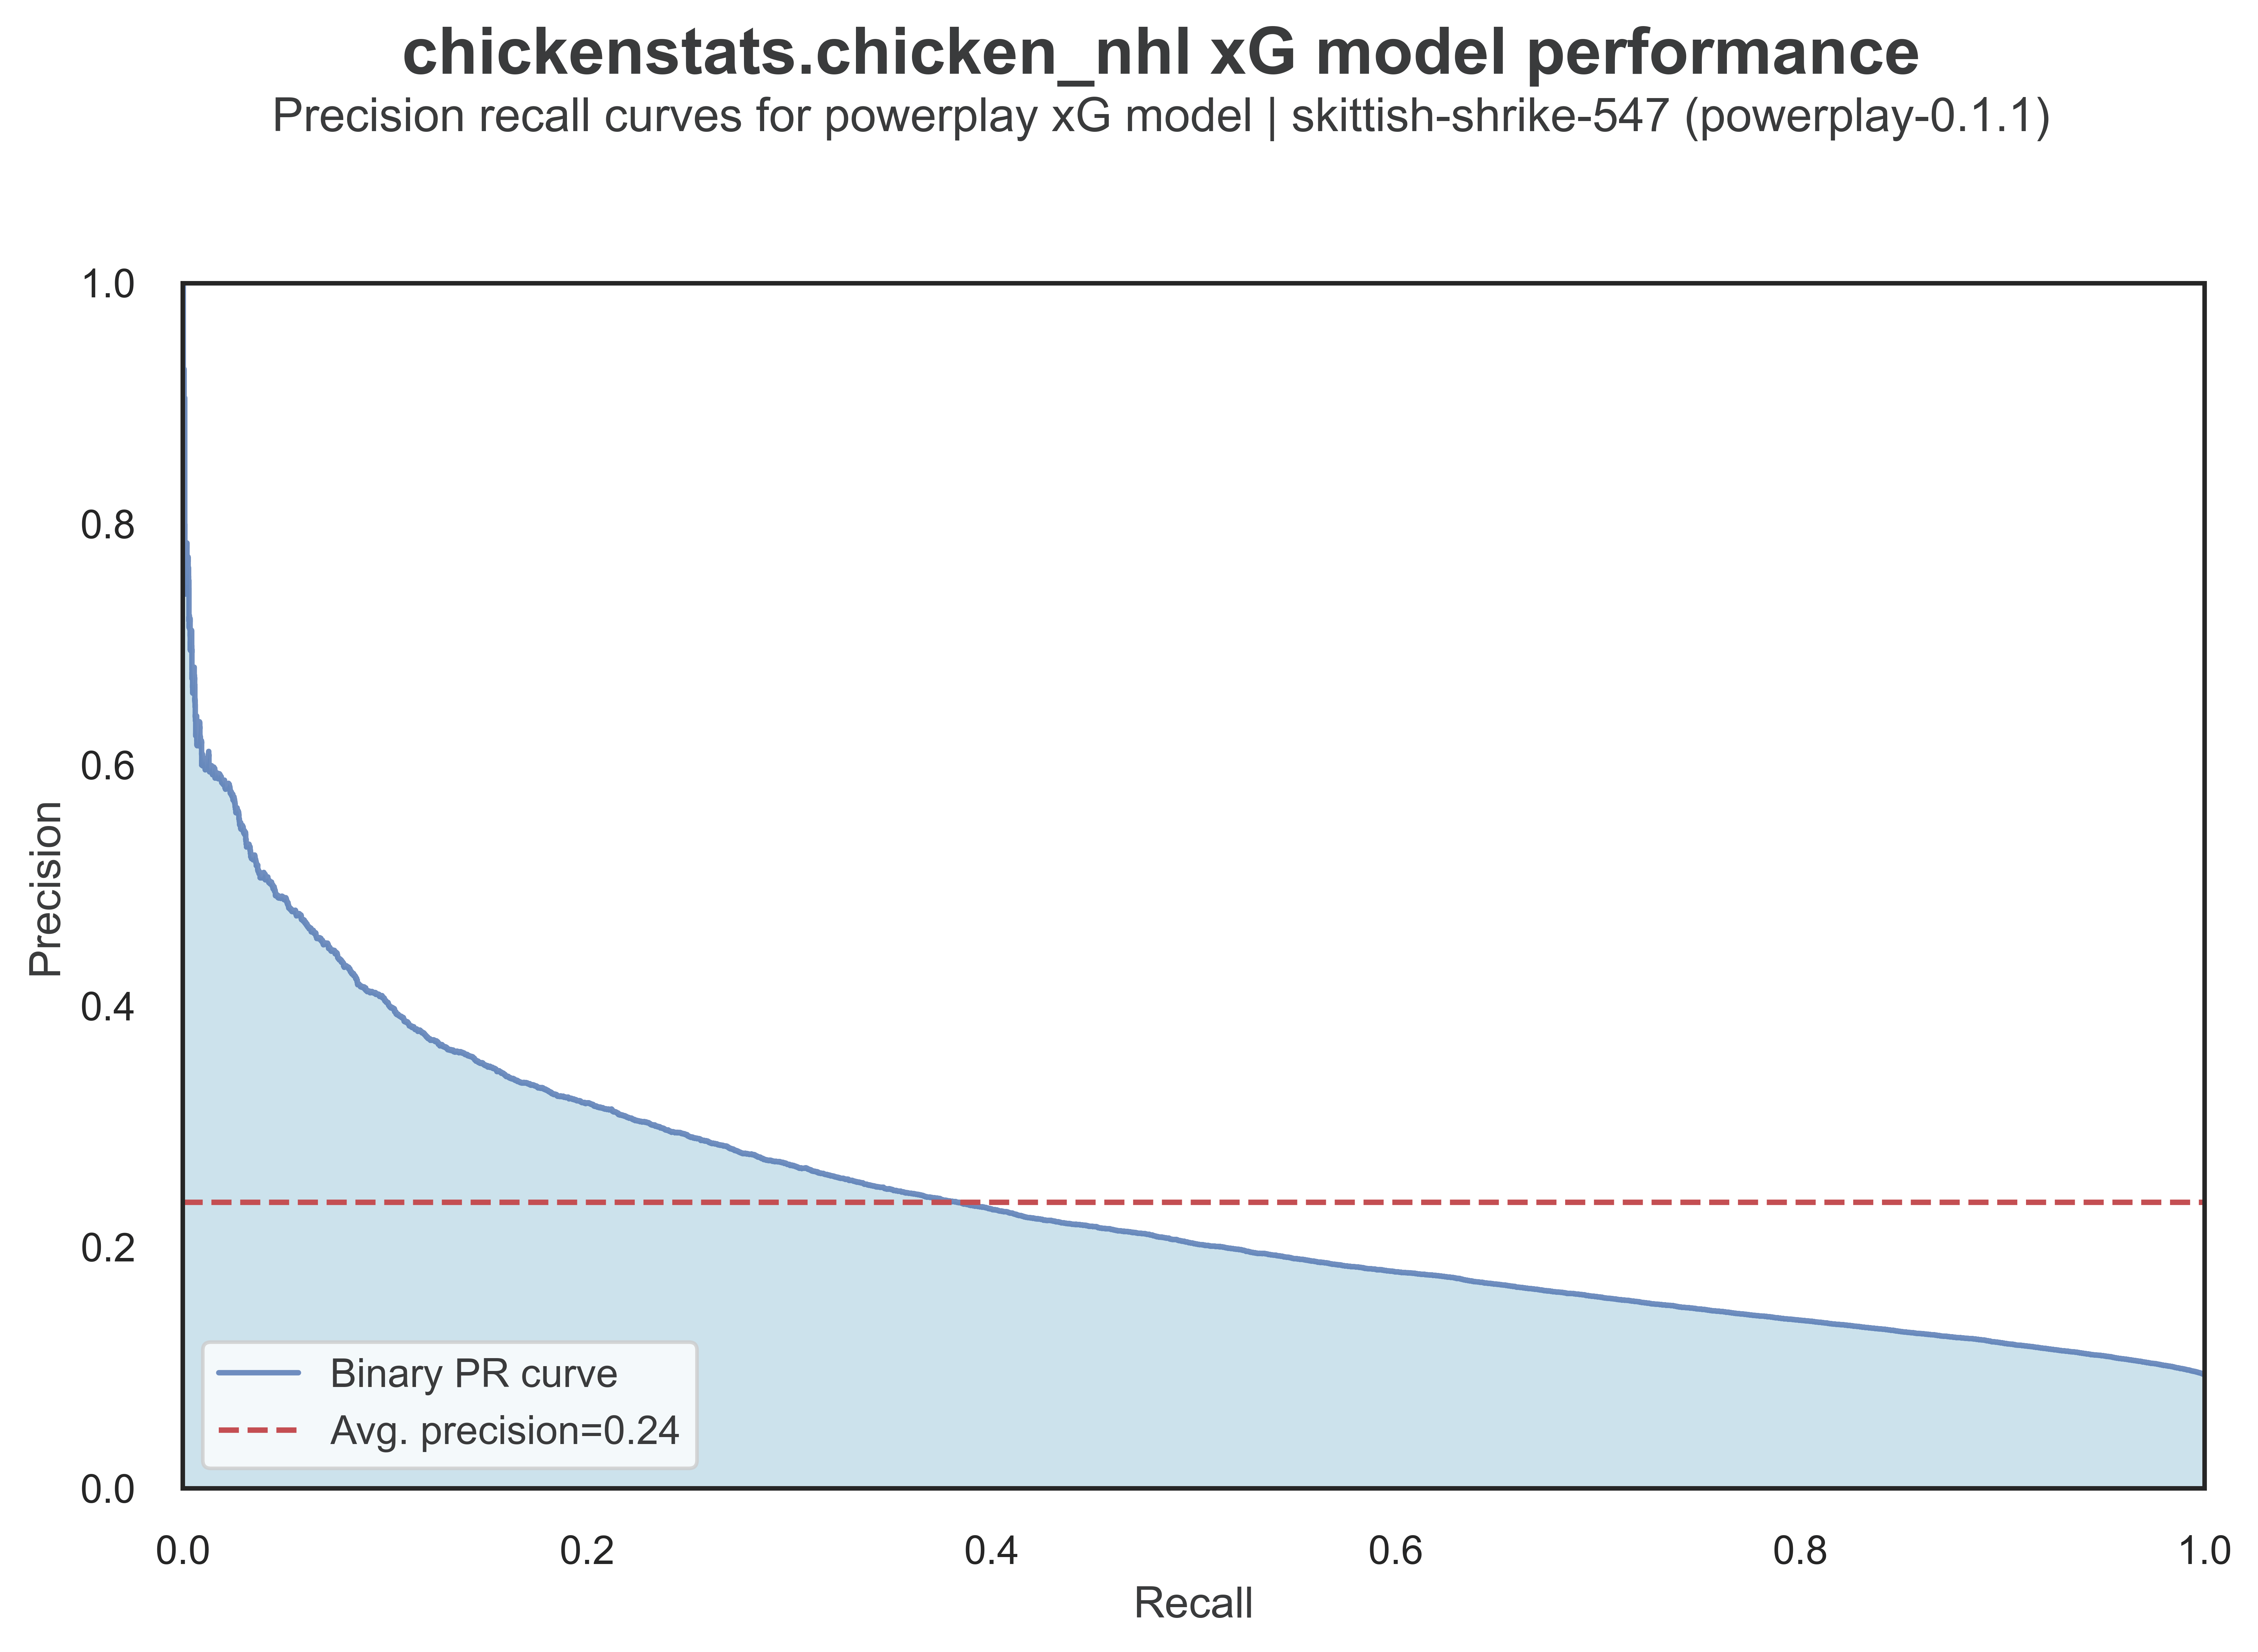 chickenstats.chicken_nhl xG model performance
Precision recall curves for powerplay xG model | skittish-shrike-547 (powerplay-0.1.1)
1.0
0.8
0.6
0.4
0.2
0.0
Precision
Binary PR curve
Avg. precision=0.24
0.0 0.2 0.4 0.6 0.8 1.0
Recall